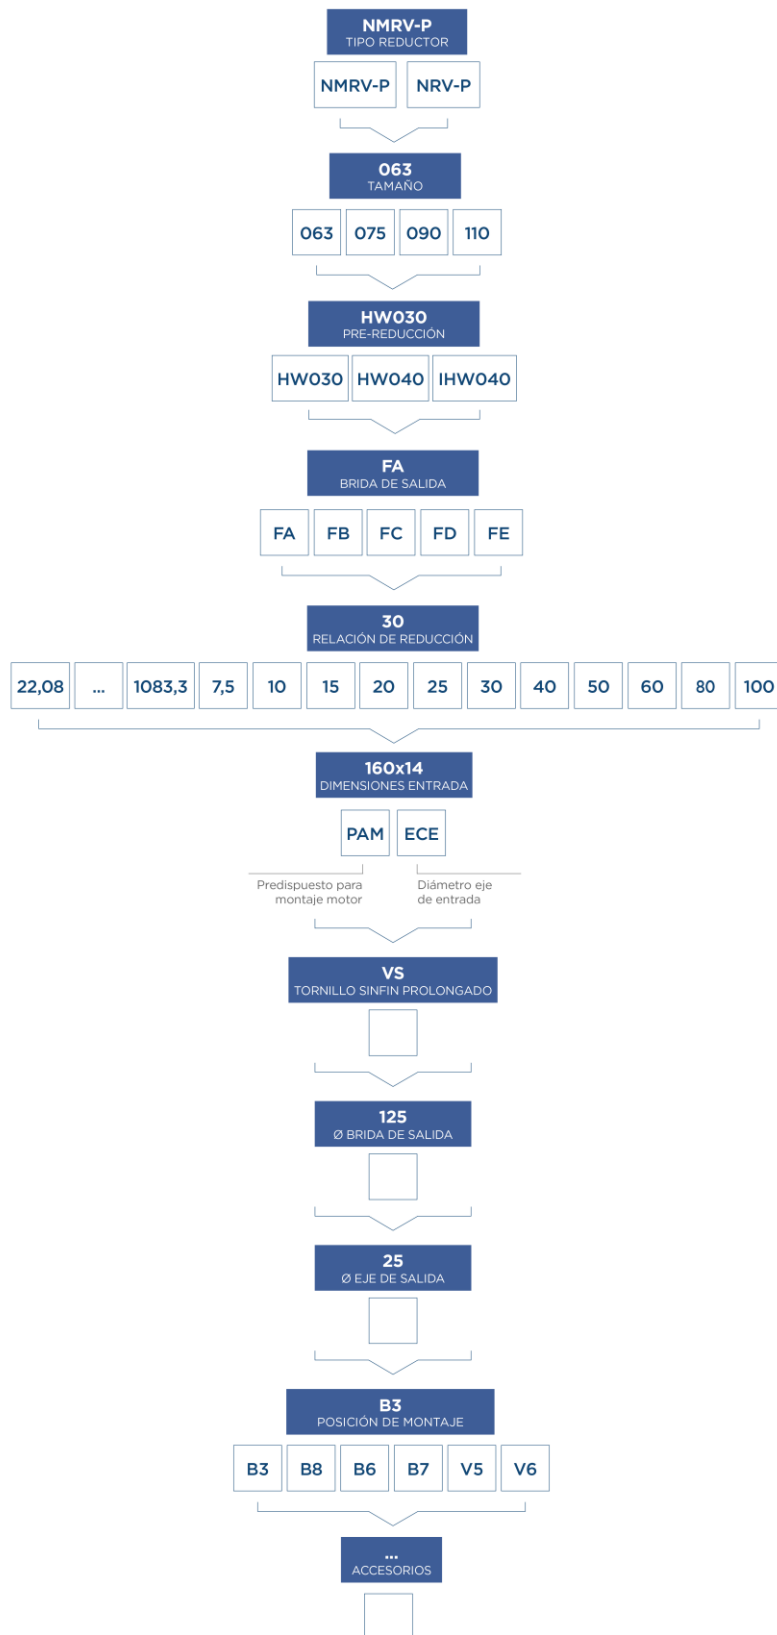 NMRV-P
TIPO REDUCTOR
NMRV-P NRV-P
063
TAMAÑO
063 075 090 110
HW030
PRE-REDUCCIÓN
HW030 HW040 IHW040
FA
BRIDA DE SALIDA
FA FB FC FD FE
30
RELACIÓN DE REDUCCIÓN
22,08 ... 1083,3 7,5 10 15 20 25 30 40 50 60 80 100
160x14
DIMENSIONES ENTRADA
PAM ECE
Predispuesto para
montaje motor
Diámetro eje
de entrada
VS
TORNILLO SINFIN PROLONGADO
125
Ø BRIDA DE SALIDA
25
Ø EJE DE SALIDA
B3
POSICIÓN DE MONTAJE
B3 B8 B6 B7 V5 V6
...
ACCESORIOS